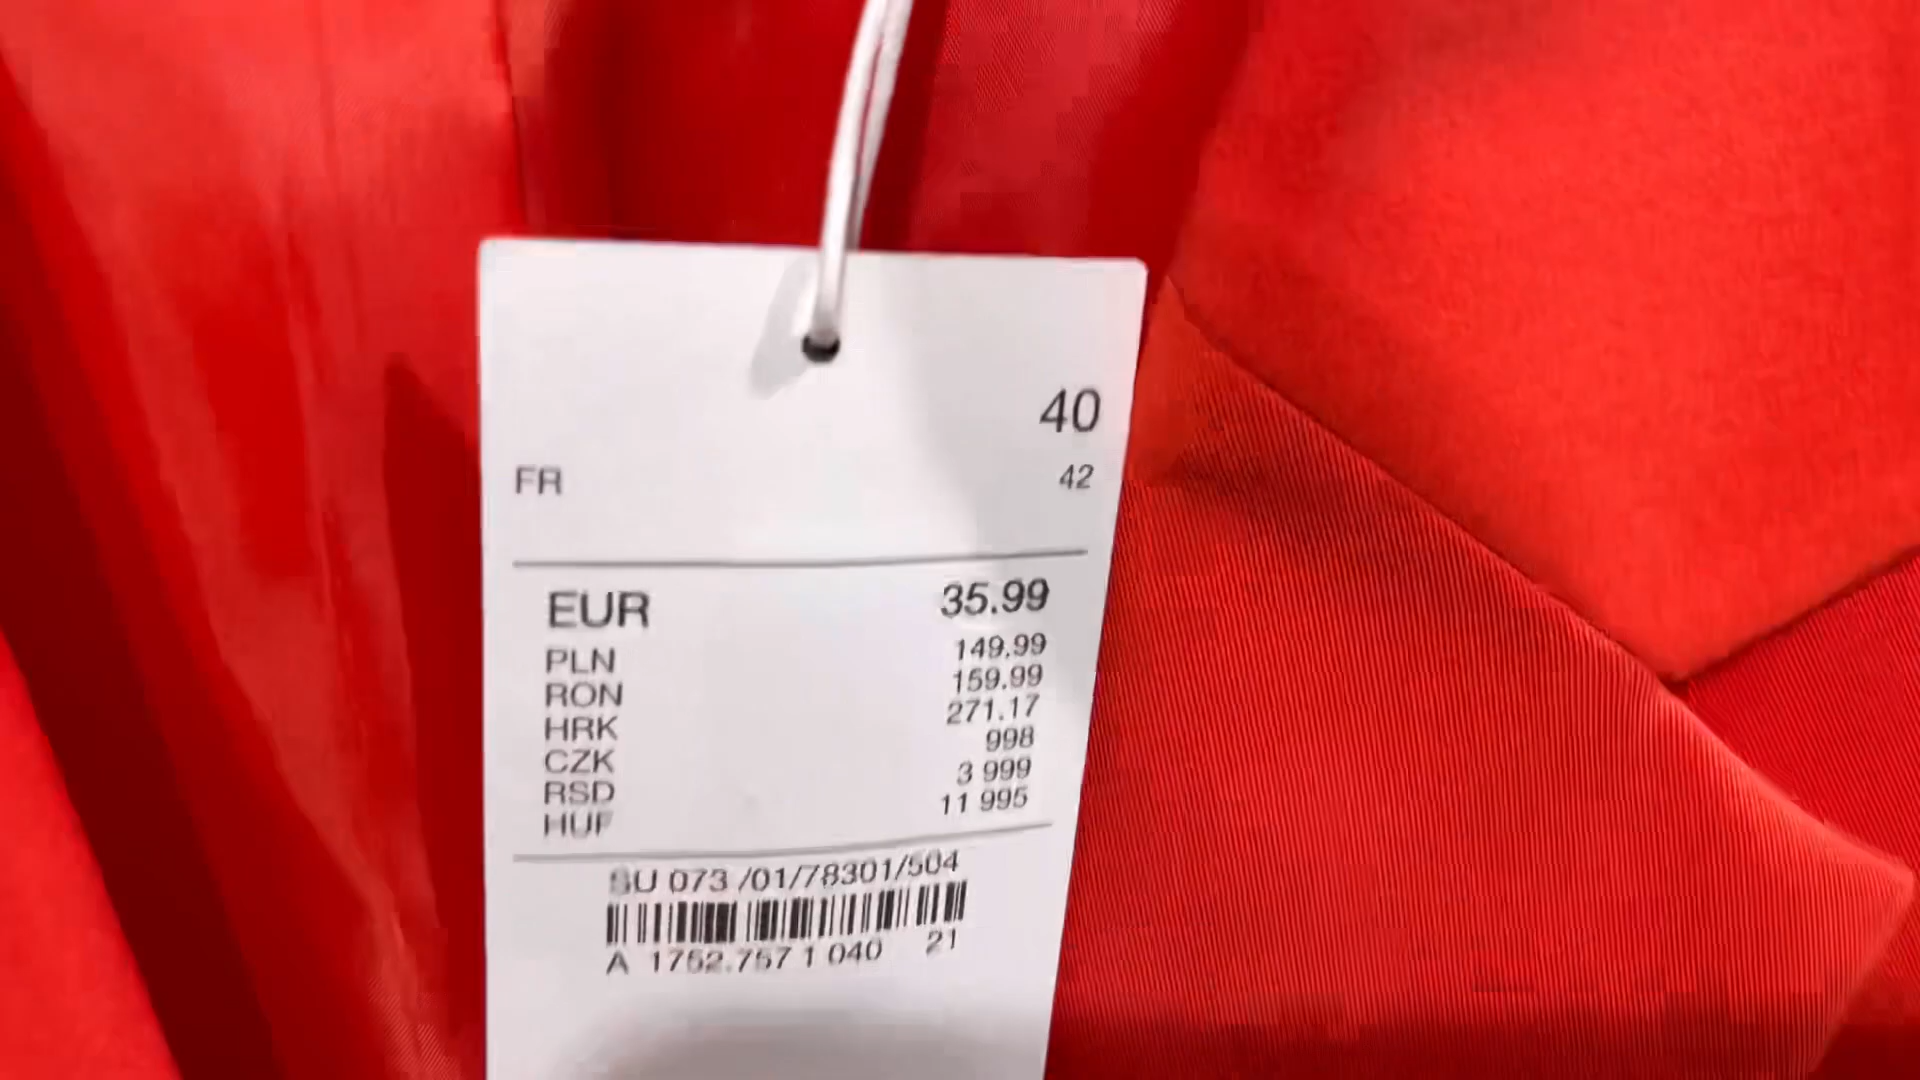 40
FR 42
EUR 35.99
PLN 149.99
RON 159.99
HRK 271.17
CZK 998
RSD 3 999
HUF 11 995
SU 073 /01/78301/504
A 1752.757 1 040 21